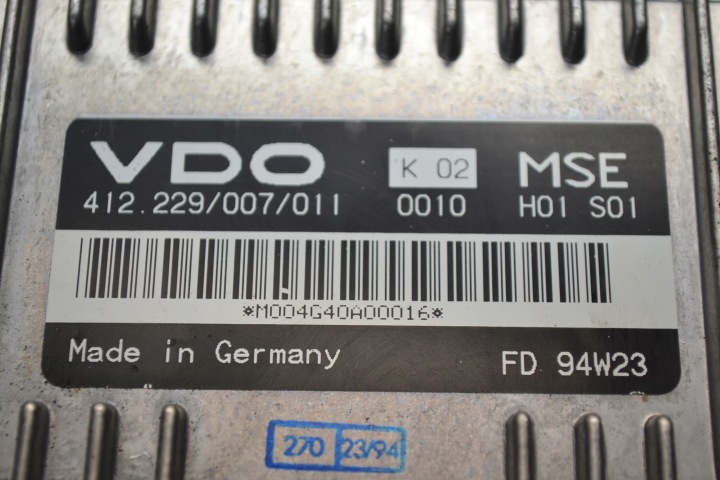 VDO K 02 MSE
412.229/007/011 0010 H01 S01
*M004G40A00016*
Made in Germany FD 94W23
270 23/94